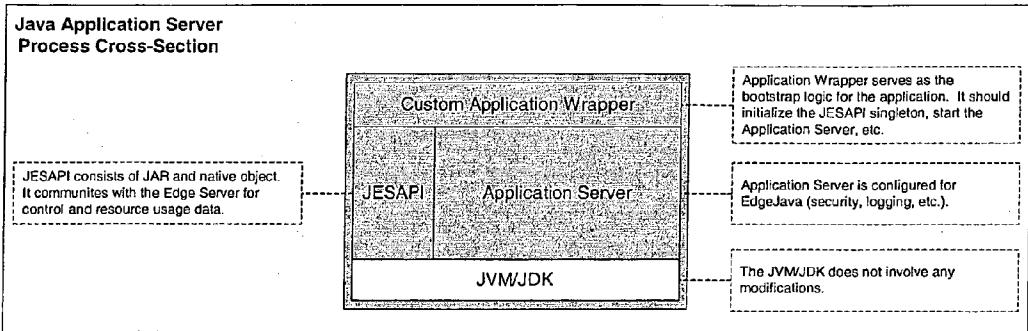 Java Application Server
Process Cross-Section
Custom Application Wrapper
Application Wrapper serves as the
bootstrap logic for the application. It should
initialize the JESAPI singleton, start the
Application Server, etc.
JESAPI consists of JAR and native object.
It communites with the Edge Server for
control and resource usage data.
JESAPI
Application Server
Application Server is configured for
EdgeJava (security, logging, etc.).
JVM/JDK
The JVM/JDK does not involve any
modifications.